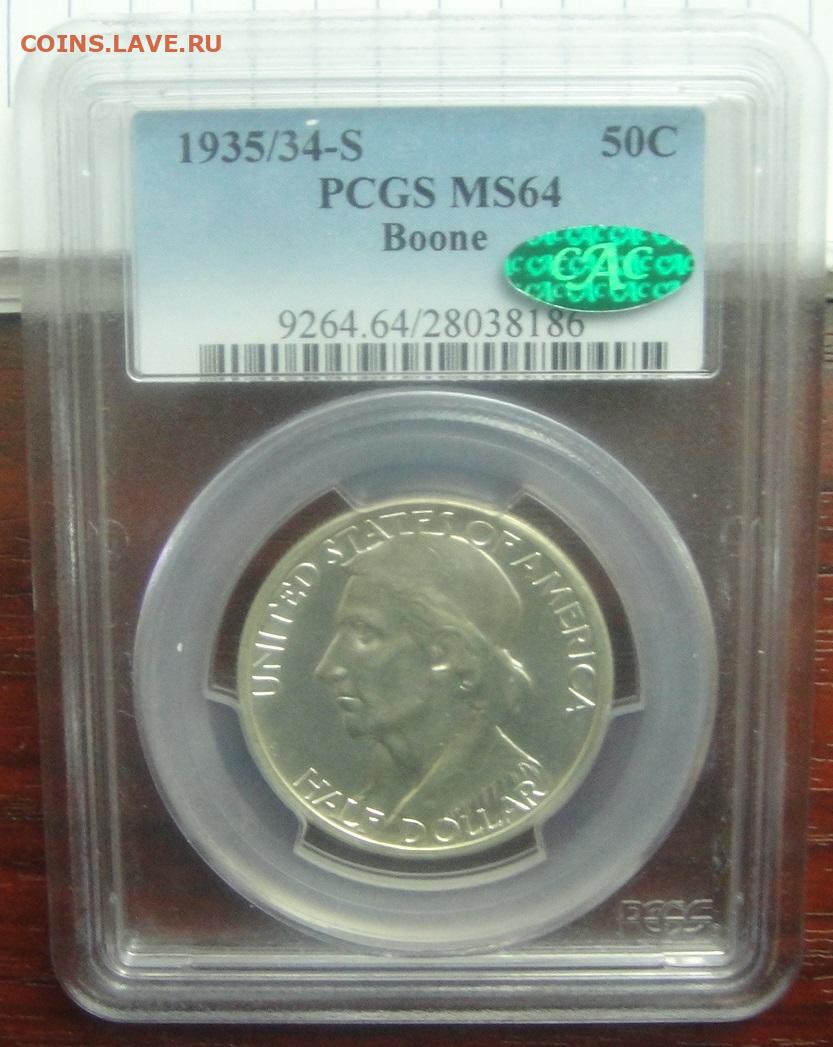 COINS.LAVE.RU
1935/34-S 50C
PCGS MS64
Boone
CAC
9264.64/28038186
UNITED STATES OF AMERICA
HALF DOLLAR
PCGS